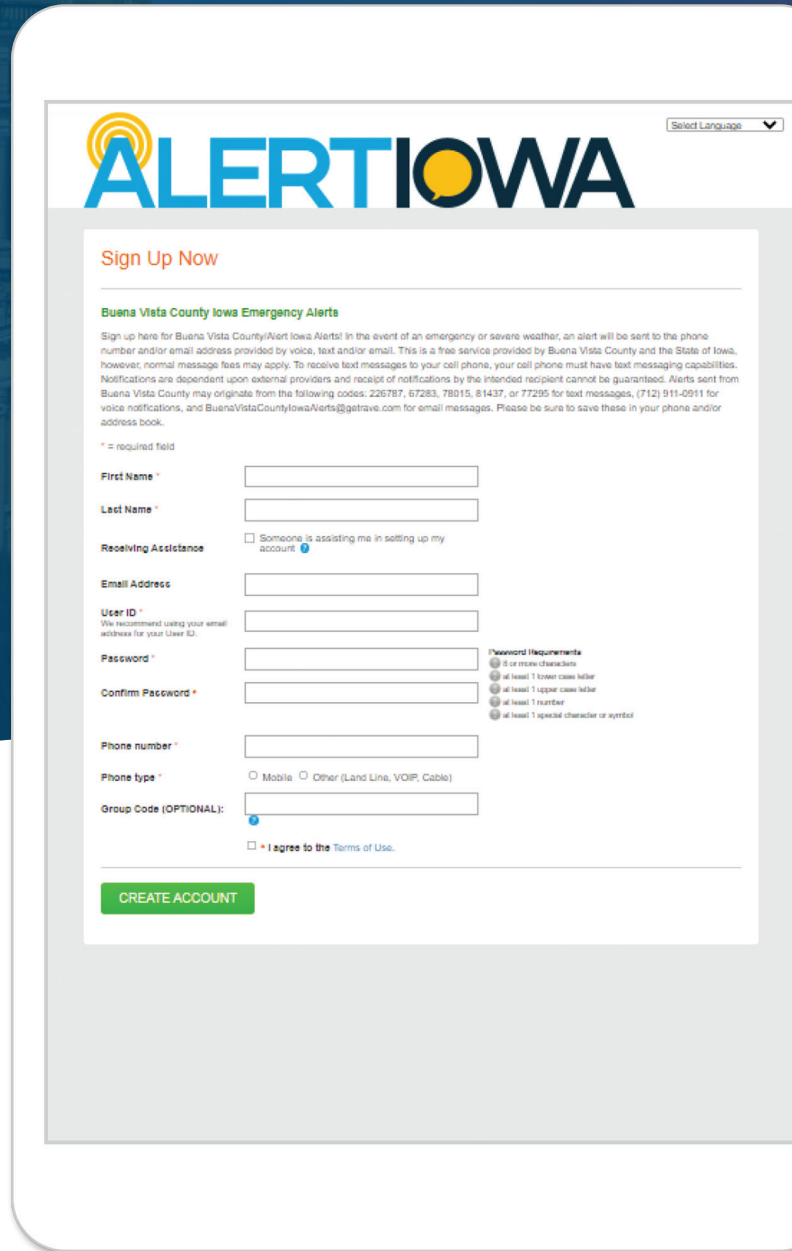 ALERTIOWA
Select Language
Sign Up Now
Buena Vista County Iowa Emergency Alerts
Sign up here for Buena Vista County/Alert Iowa Alerts! In the event of an emergency or severe weather, an alert will be sent to the phone
number and/or email address provided by voice, text and/or email. This is a free service provided by Buena Vista County and the State of Iowa,
however, normal message fees may apply. To receive text messages to your cell phone, your cell phone must have text messaging capabilities.
Notifications are dependent upon external providers and receipt of notifications by the intended recipient cannot be guaranteed. Alerts sent from
Buena Vista County may originate from the following codes: 226787, 67283, 78015, 81437, or 77295 for text messages, (712) 911-0911 for
voice notifications, and BuenaVistaCountyIowaAlerts@getrave.com for email messages. Please be sure to save these in your phone and/or
address book.
* = required field
First Name *
Last Name *
Receiving Assistance
Someone is assisting me in setting up my
account ?
Email Address
User ID *
We recommend using your email
address for your User ID.
Password *
Confirm Password *
Password Requirements
8 or more characters
at least 1 lower case letter
at least 1 upper case letter
at least 1 number
at least 1 special character or symbol
Phone number *
Phone type *
Mobile Other (Land Line, VOIP, Cable)
Group Code (OPTIONAL):
?
* I agree to the Terms of Use.
CREATE ACCOUNT